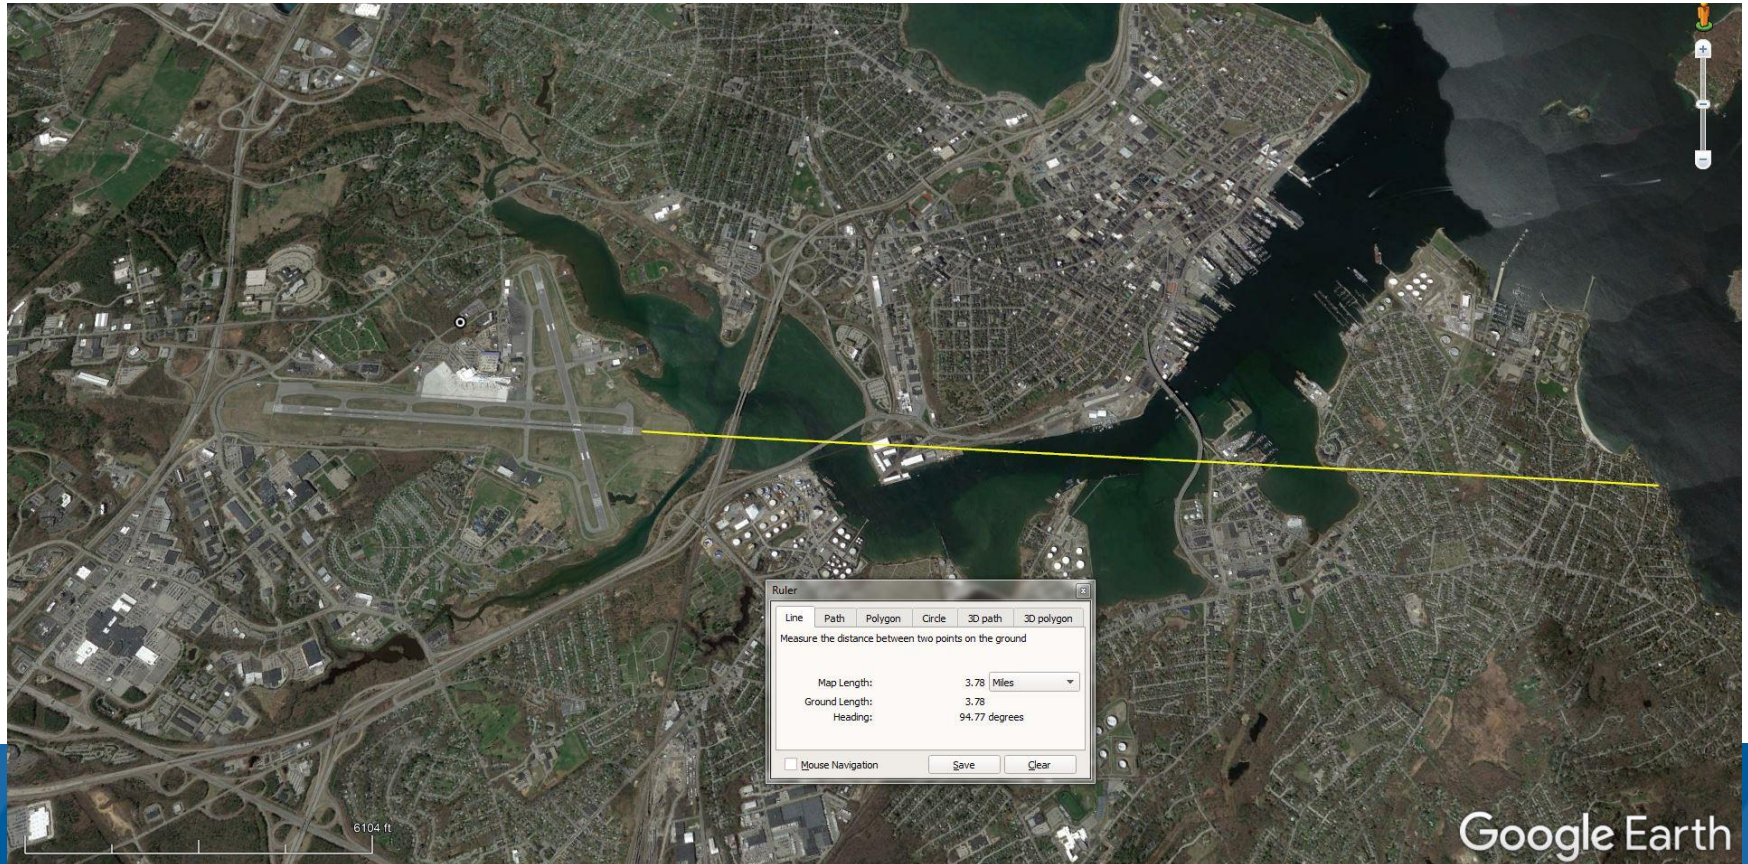 Ruler
Line Path Polygon Circle 3D path 3D polygon
Measure the distance between two points on the ground
Map Length: 3.78 Miles
Ground Length: 3.78
Heading: 94.77 degrees
Mouse Navigation Save Clear
6104 ft
Google Earth